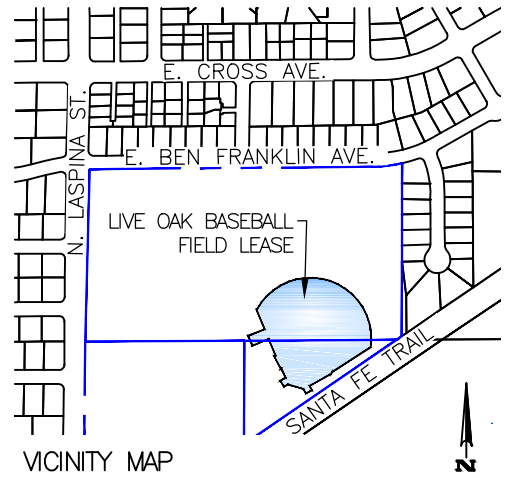 E. CROSS AVE.
N. LASPINA ST.
E. BEN FRANKLIN AVE.
LIVE OAK BASEBALL
FIELD LEASE
SANTA FE TRAIL
VICINITY MAP
N